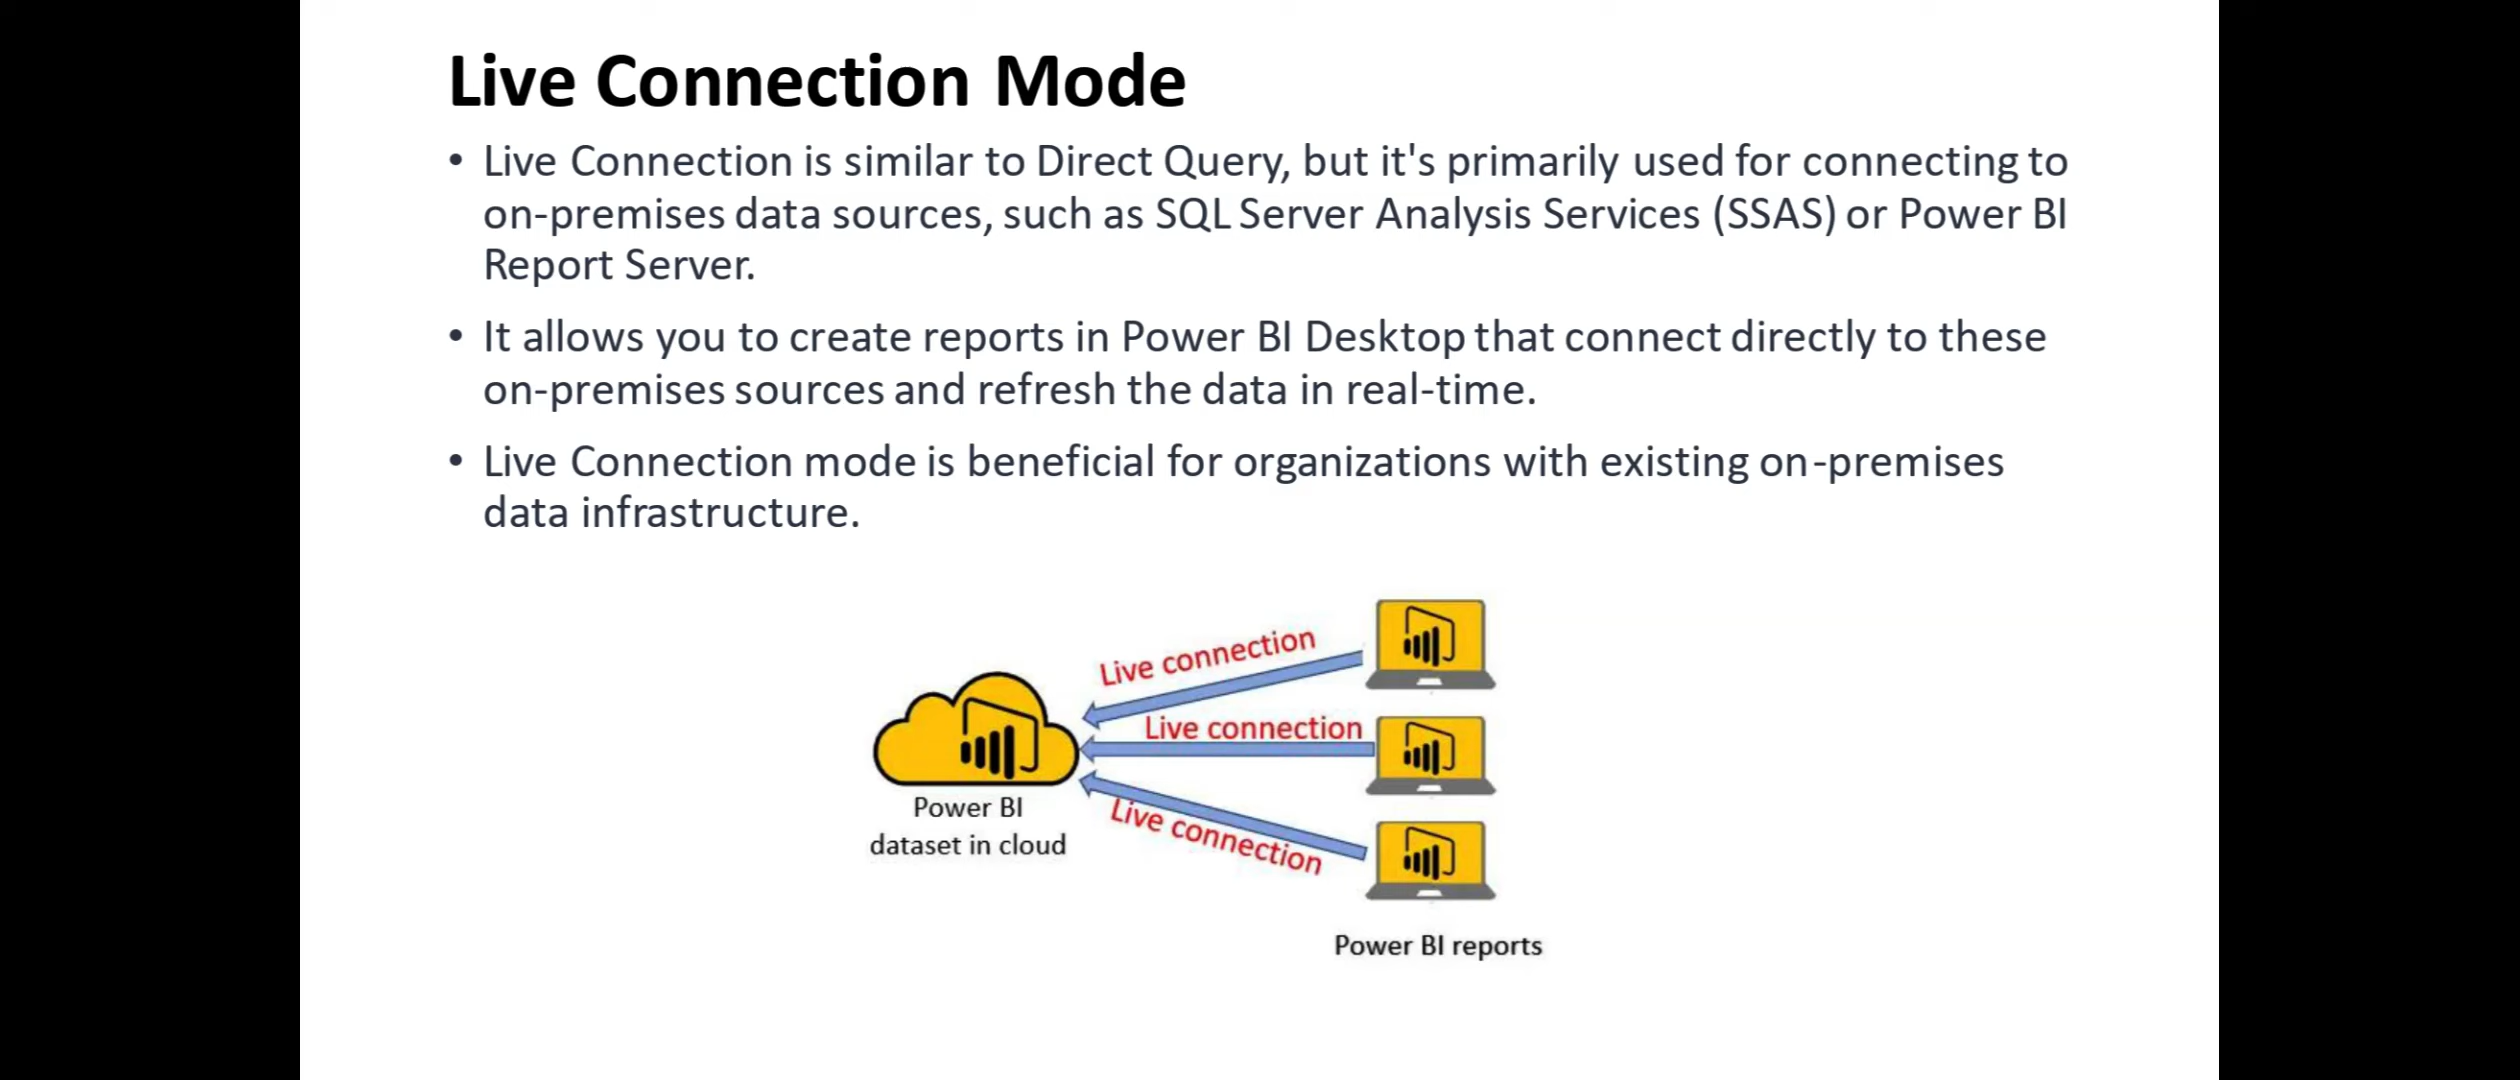 Live Connection Mode
• Live Connection is similar to Direct Query, but it's primarily used for connecting to
on-premises data sources, such as SQL Server Analysis Services (SSAS) or Power BI
Report Server.
• It allows you to create reports in Power BI Desktop that connect directly to these
on-premises sources and refresh the data in real-time.
• Live Connection mode is beneficial for organizations with existing on-premises
data infrastructure.
Live connection
Live connection
Live connection
Power BI
dataset in cloud
Power BI reports